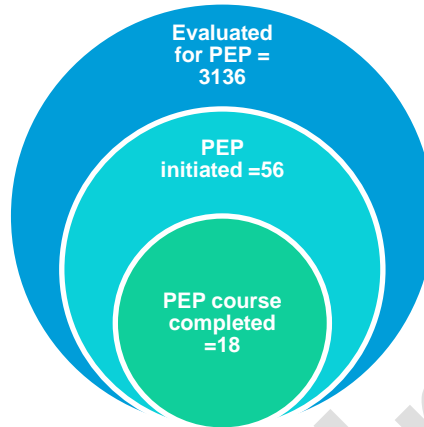 Evaluated
for PEP =
3136
PEP
initiated =56
PEP course
completed
=18